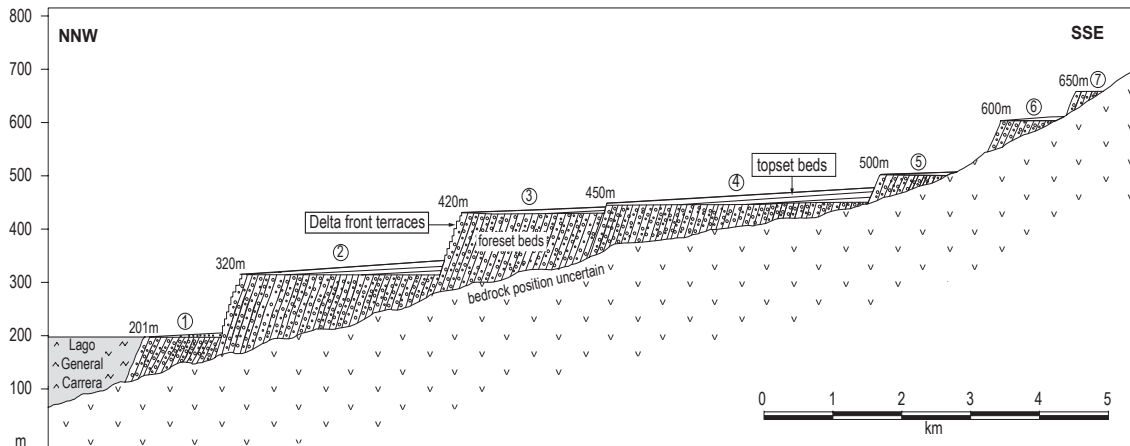 800
700
600
500
400
300
200
100
m
NNW
SSE
201m
①
320m
②
420m
③
450m
④
500m
⑤
600m
⑥
650m
⑦
topset beds
Delta front terraces
foreset beds
bedrock position uncertain
Lago
General
Carrera
0 1 2 3 4 5
km